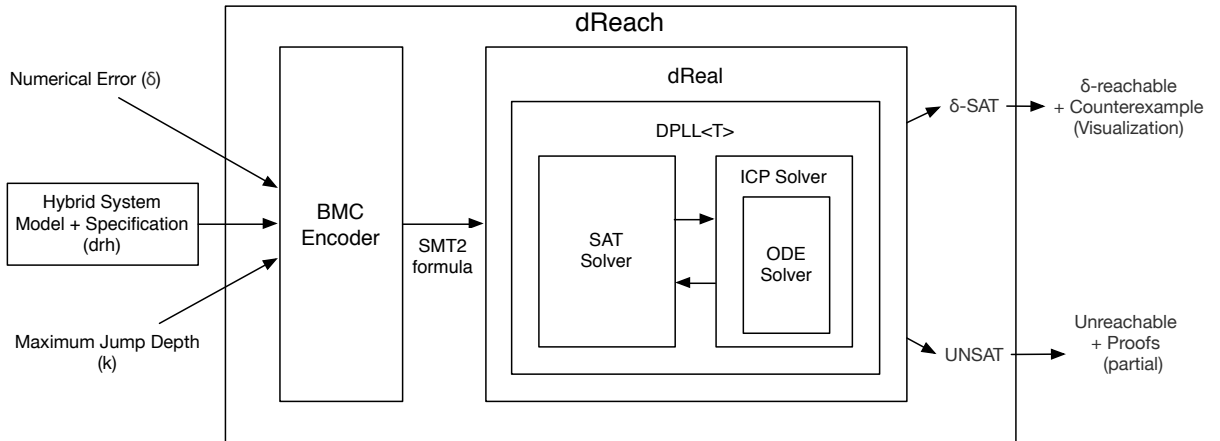 dReach
Numerical Error (δ)
Hybrid System
Model + Specification
(drh)
Maximum Jump Depth
(k)
BMC
Encoder
SMT2
formula
dReal
DPLL<T>
SAT
Solver
ICP Solver
ODE
Solver
δ-SAT
δ-reachable
+ Counterexample
(Visualization)
UNSAT
Unreachable
+ Proofs
(partial)